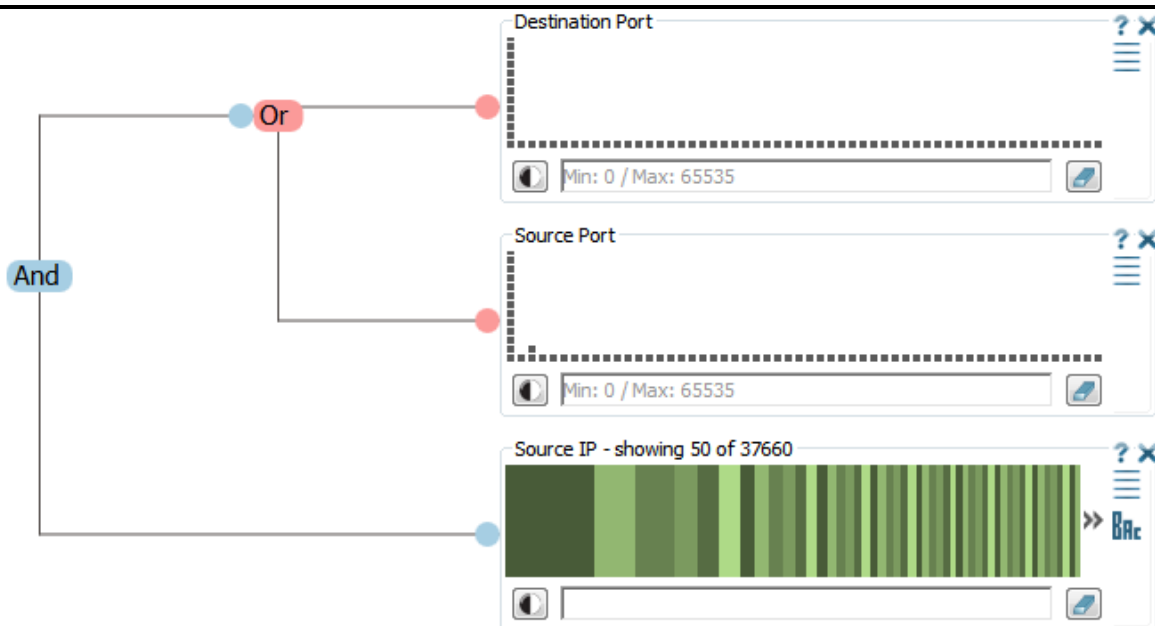 Destination Port
?
Or
Min: 0 / Max: 65535
Source Port
?
And
Min: 0 / Max: 65535
Source IP - showing 50 of 37660
?
»
BAc